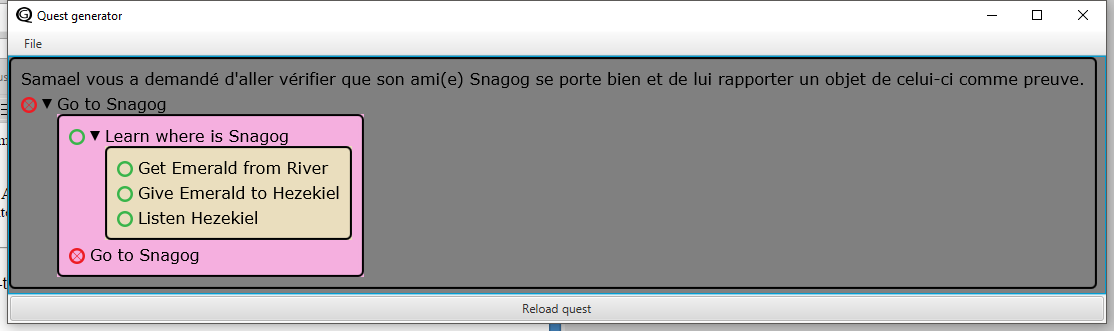 Quest generator
File
Samael vous a demandé d'aller vérifier que son ami(e) Snagog se porte bien et de lui rapporter un objet de celui-ci comme preuve.
Go to Snagog
Learn where is Snagog
Get Emerald from River
Give Emerald to Hezekiel
Listen Hezekiel
Go to Snagog
Reload quest